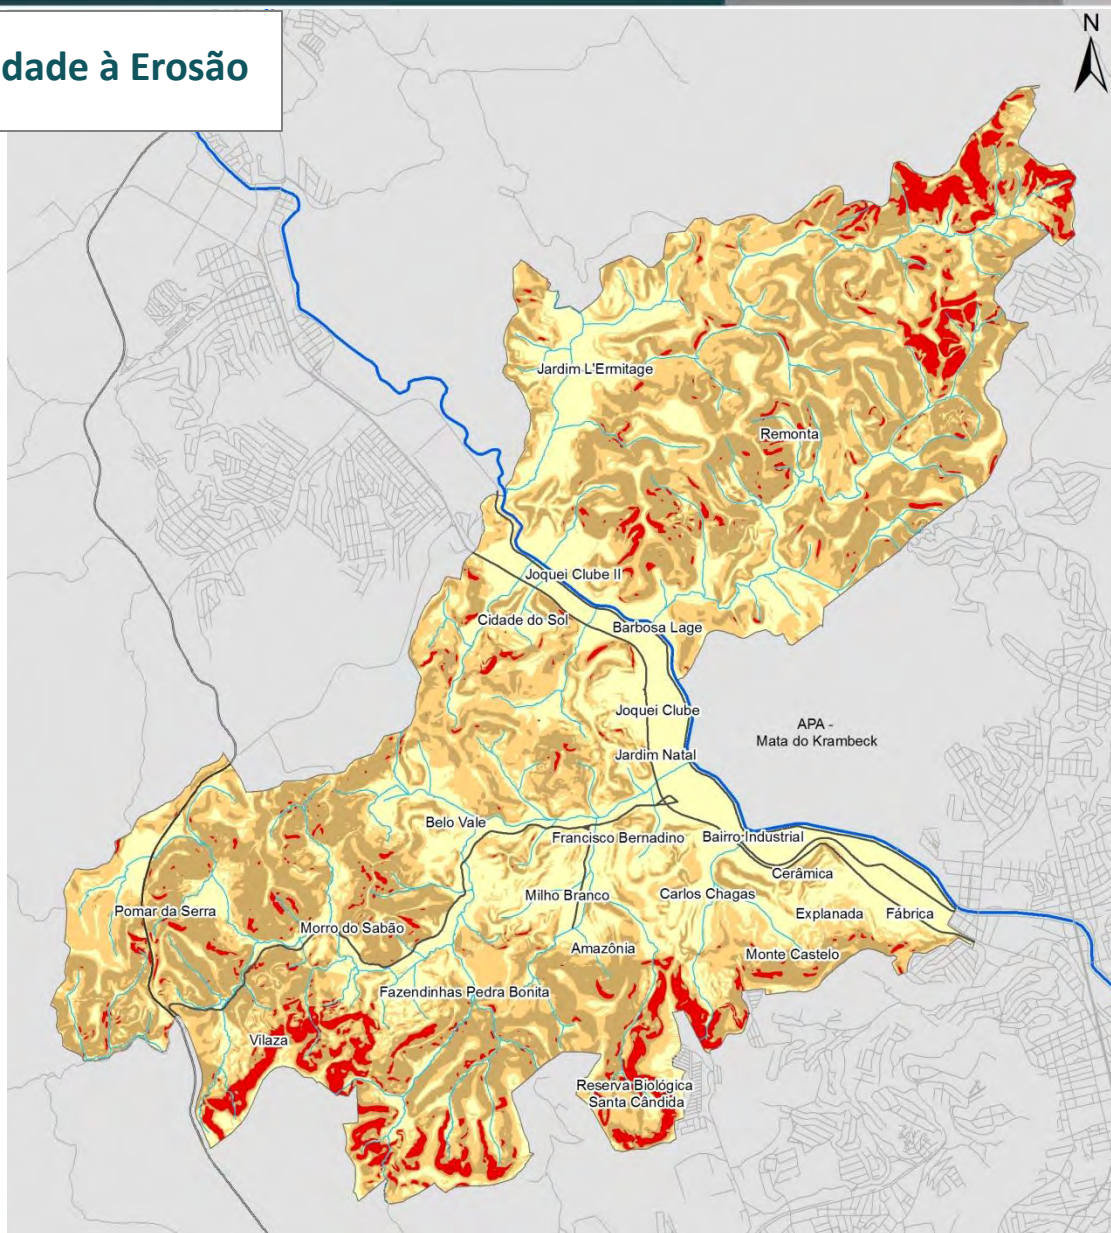 dade à Erosão
N
Jardim L'Ermitage
Remonta
Joquei Clube II
Cidade do Sol
Barbosa Lage
Joquei Clube
APA -
Mata do Krambeck
Jardim Natal
Belo Vale
Francisco Bernadino
Bairro Industrial
Cerâmica
Milho Branco
Carlos Chagas
Pomar da Serra
Explanada
Fábrica
Morro do Sabão
Amazônia
Monte Castelo
Fazendinhas Pedra Bonita
Vilaza
Reserva Biológica
Santa Cândida